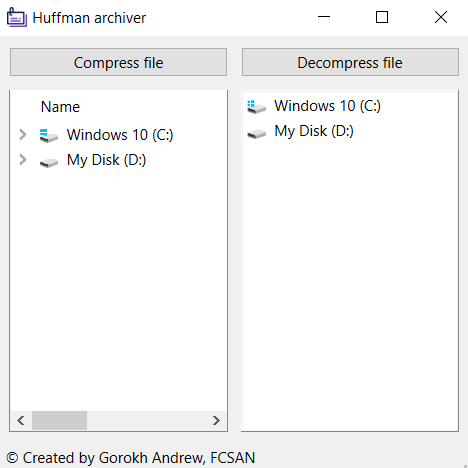 Huffman archiver
Compress file
Decompress file
Name
Windows 10 (C:)
My Disk (D:)
Windows 10 (C:)
My Disk (D:)
© Created by Gorokh Andrew, FCSAN